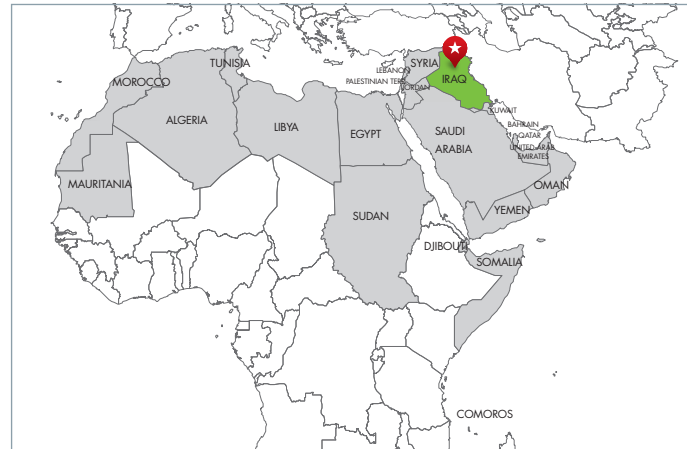 TUNISIA
SYRIA
LEBANON
MOROCCO
PALESTINIAN TERR.
IRAQ
JORDAN
ALGERIA
LIBYA
EGYPT
KUWAIT
SAUDI
ARABIA
BAHRAIN
QATAR
UNITED ARAB
EMIRATES
MAURITANIA
OMAN
SUDAN
YEMEN
DJIBOUTI
SOMALIA
COMOROS